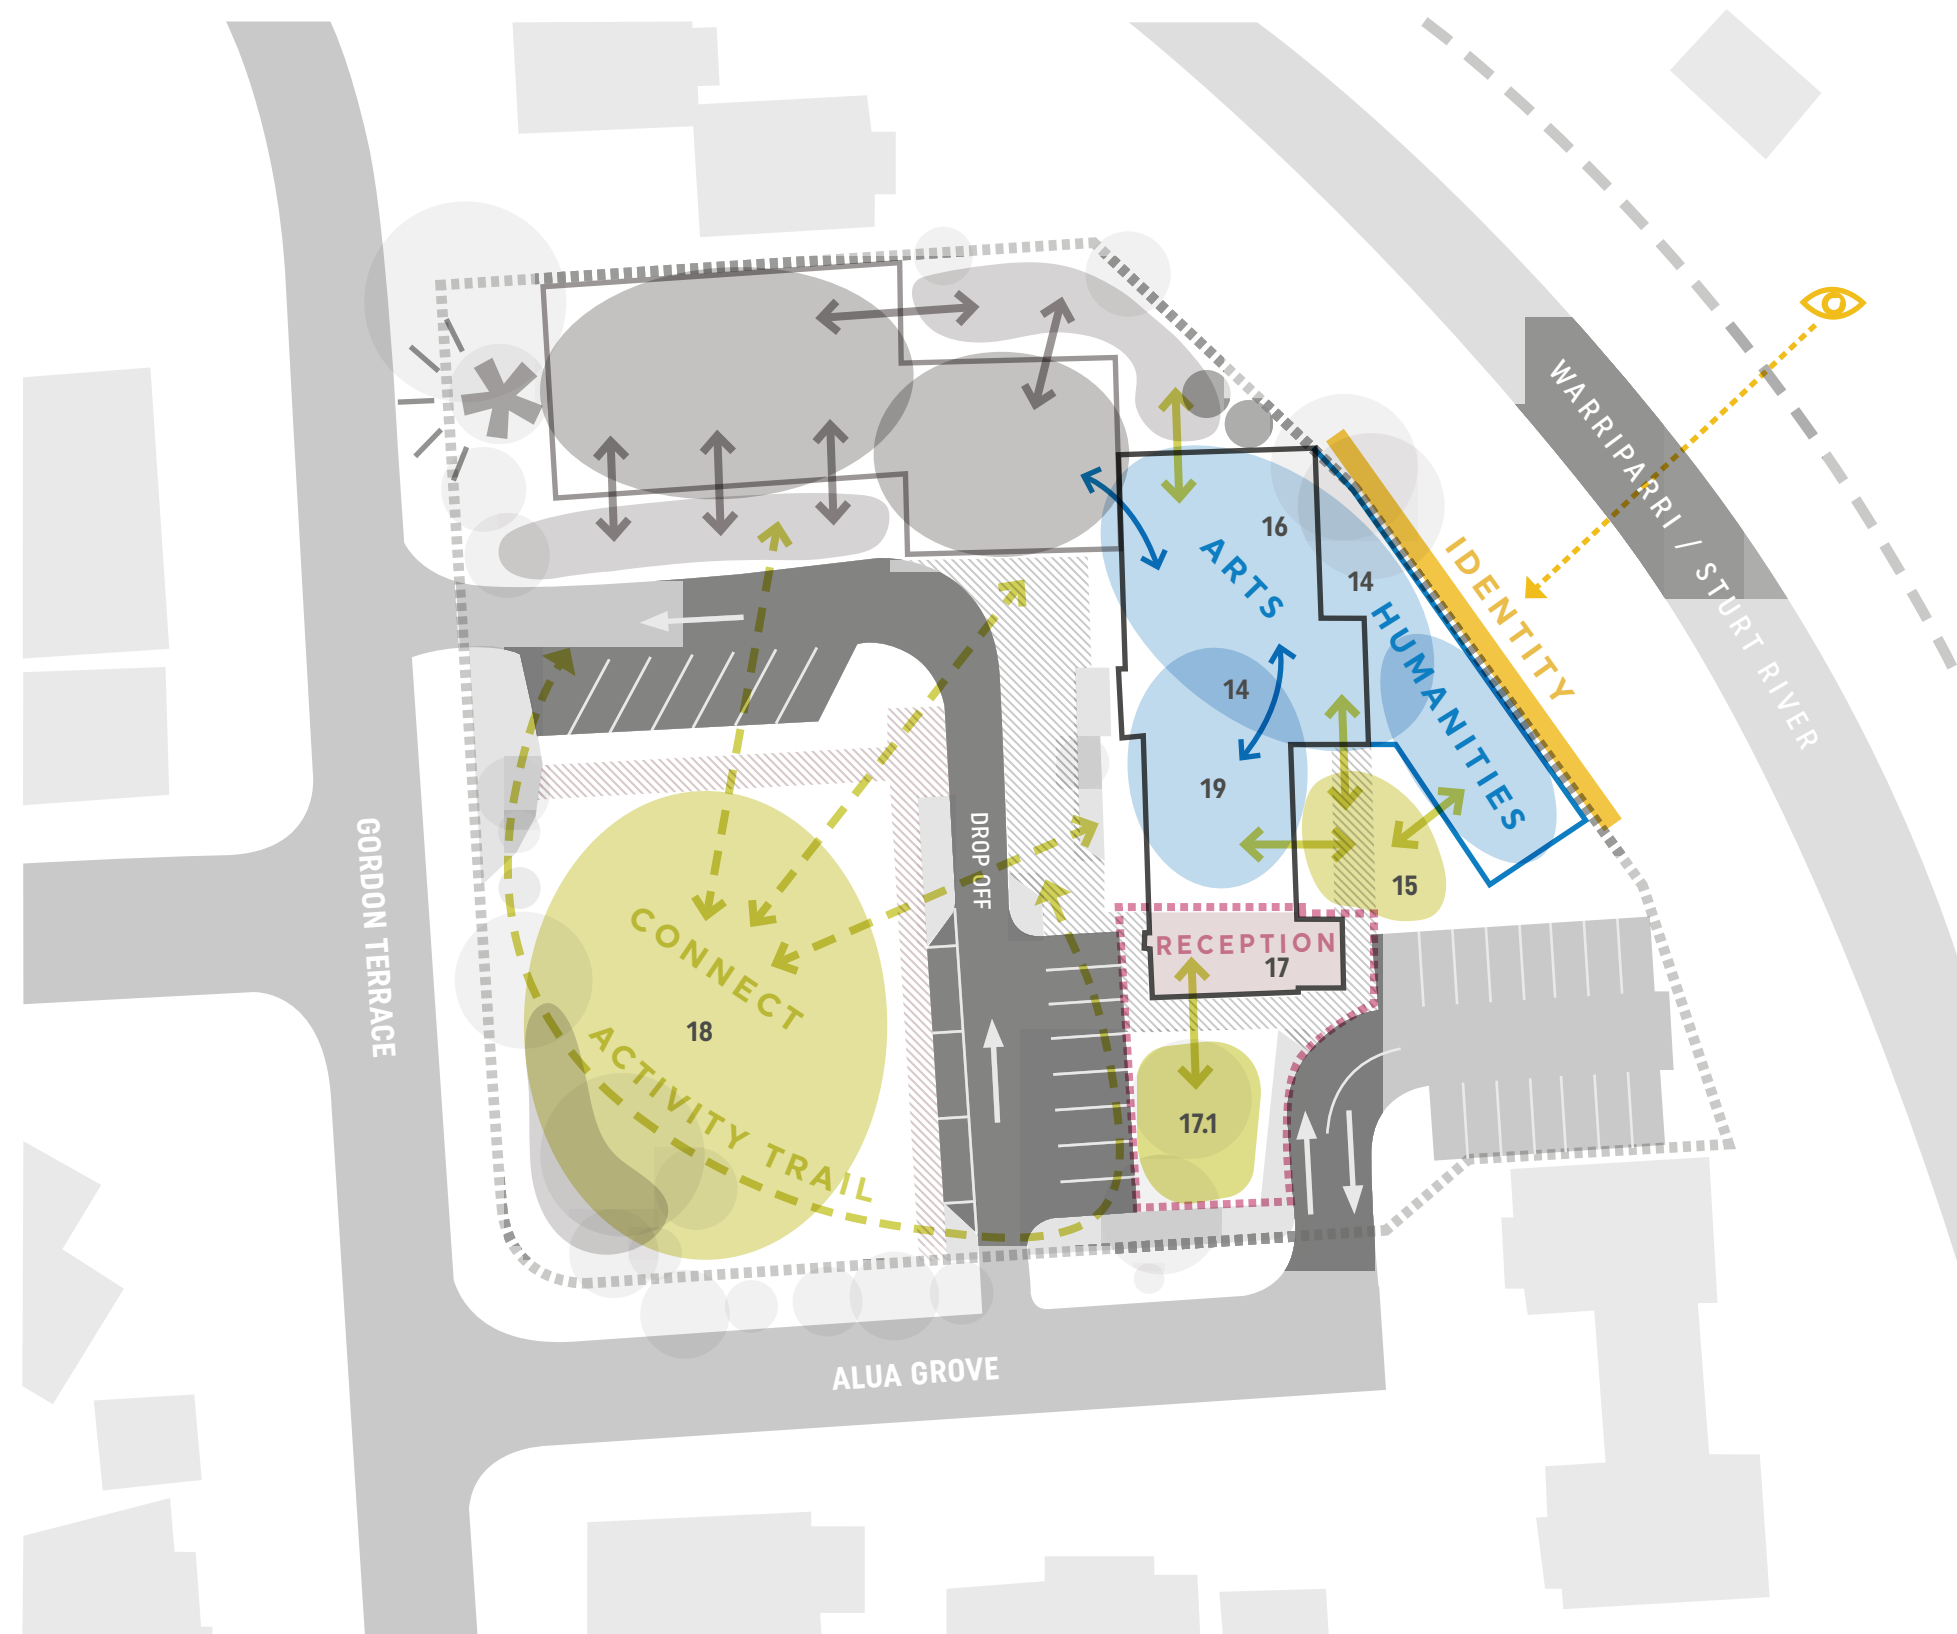 WARRIPARRI / STURT RIVER
IDENTITY
16
ARTS
14
HUMANITIES
14
19
15
DROP OFF
GORDON TERRACE
CONNECT
18
ACTIVITY TRAIL
RECEPTION
17
17.1
ALUA GROVE